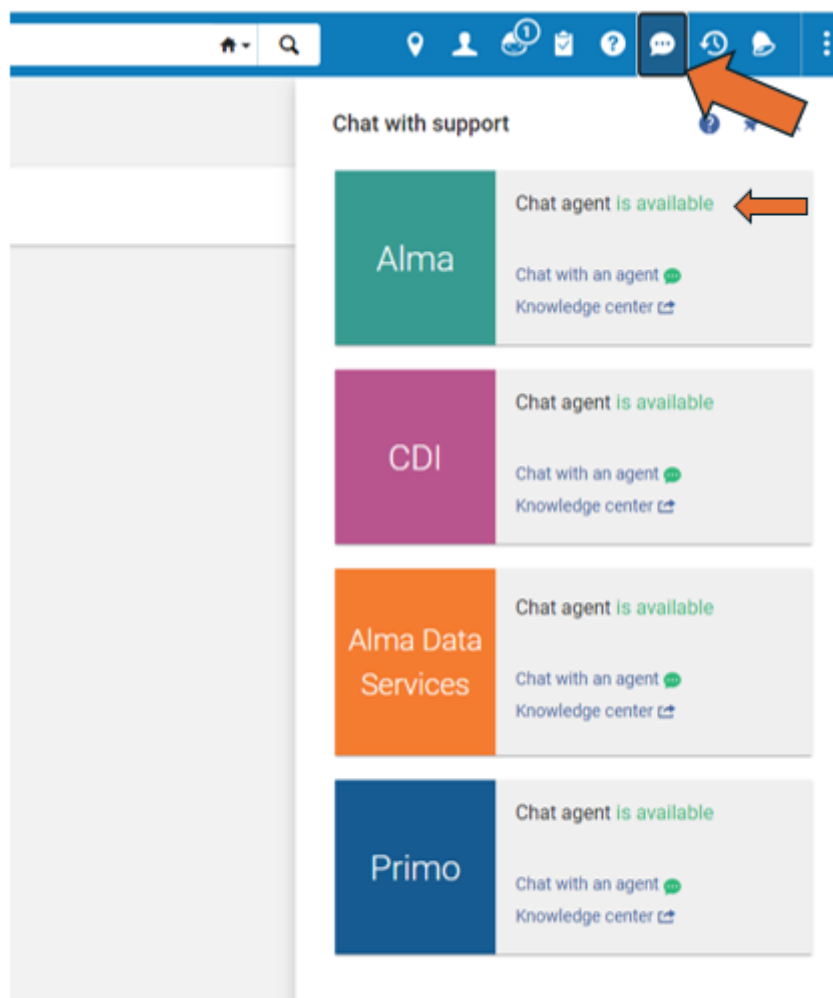 1
Chat with support
Alma
Chat agent is available
Chat with an agent
Knowledge center
CDI
Chat agent is available
Chat with an agent
Knowledge center
Alma Data
Services
Chat agent is available
Chat with an agent
Knowledge center
Primo
Chat agent is available
Chat with an agent
Knowledge center